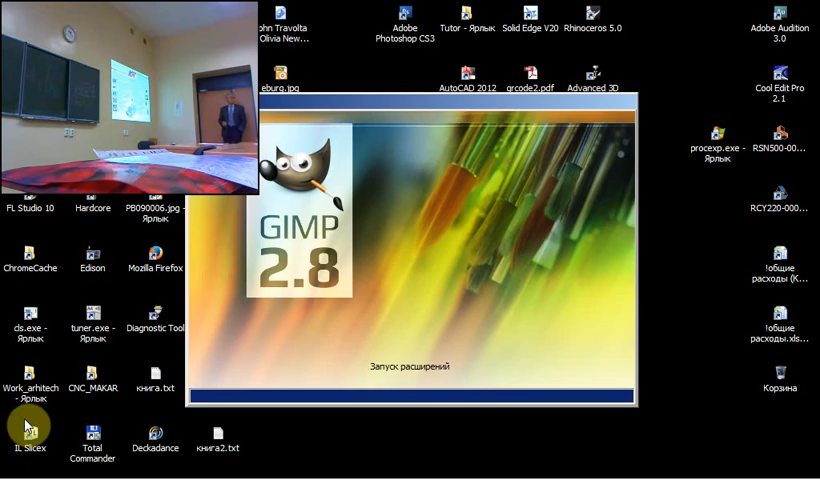 ohn Travolta
Olivia New...
Adobe
Photoshop CS3
Tutor - Ярлык
Solid Edge V20
Rhinoceros 5.0
Adobe Audition
3.0
eburg.jpg
AutoCAD 2012
qrcode2.pdf
Advanced 3D
Cool Edit Pro
2.1
procexp.exe -
Ярлык
RSN500-00...
FL Studio 10
Hardcore
PB090006.jpg -
Ярлык
RCY220-000...
GIMP
2.8
ChromeCache
Edison
Mozilla Firefox
!общие
расходы (К...
cls.exe -
Ярлык
tuner.exe -
Ярлык
Diagnostic Tool
!общие
расходы.xls...
Запуск расширений
Work_arhitech
- Ярлык
CNC_MAKAR
книга.txt
Корзина
IL Slicex
Total
Commander
Deckadance
книга2.txt